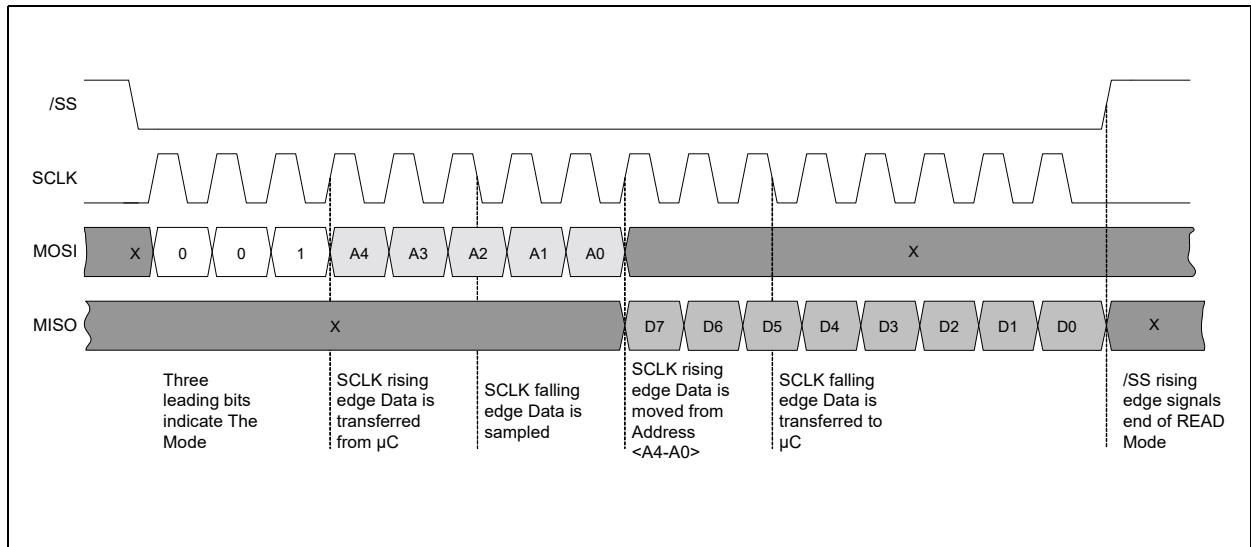 /SS
SCLK
MOSI X 0 0 1 A4 A3 A2 A1 A0 X
MISO X D7 D6 D5 D4 D3 D2 D1 D0 X
Three
leading bits
indicate The
Mode
SCLK rising
edge Data is
transferred
from µC
SCLK falling
edge Data is
sampled
SCLK rising
edge Data is
moved from
Address
<A4-A0>
SCLK falling
edge Data is
transferred to
µC
/SS rising
edge signals
end of READ
Mode